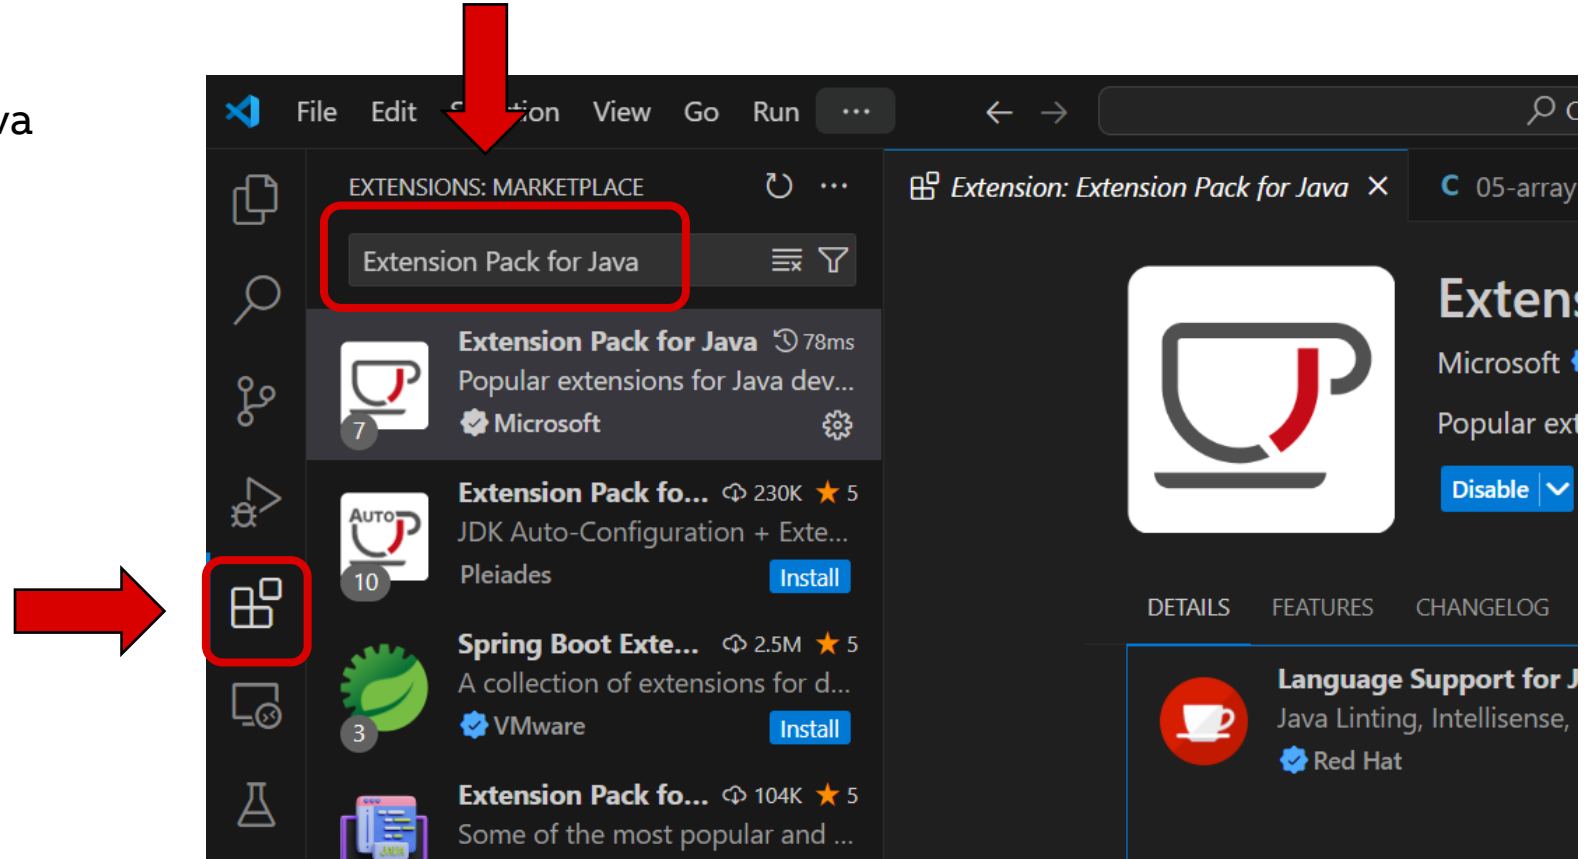 va
File Edit View Go Run ···
EXTENSIONS: MARKETPLACE
Extension Pack for Java
Extension Pack for Java 78ms
Popular extensions for Java dev...
Microsoft
7
Extension Pack fo... 230K 5
JDK Auto-Configuration + Exte...
Pleiades Install
AUTO
10
Spring Boot Exte... 2.5M 5
A collection of extensions for d...
VMware Install
3
Extension Pack fo... 104K 5
Some of the most popular and ...
JAVA
Extension: Extension Pack for Java
C 05-array
Extens
Microsoft
Popular ext
Disable
DETAILS FEATURES CHANGELOG
Language Support for J
Java Linting, Intellisense,
Red Hat